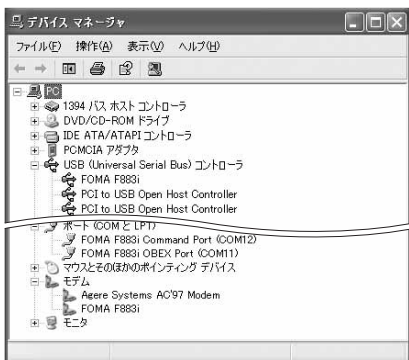 デバイス マネージャ
ファイル(F) 操作(A) 表示(V) ヘルプ(H)
PC
1394 バス ホスト コントローラ
DVD/CD-ROM ドライブ
IDE ATA/ATAPI コントローラ
PCMCIA アダプタ
USB (Universal Serial Bus) コントローラ
FOMA F883i
PCI to USB Open Host Controller
PCI to USB Open Host Controller
ポート (COM と LPT)
FOMA F883i Command Port (COM12)
FOMA F883i OBEX Port (COM11)
マウスとそのほかのポインティング デバイス
モデム
Agere Systems AC'97 Modem
FOMA F883i
モニタ